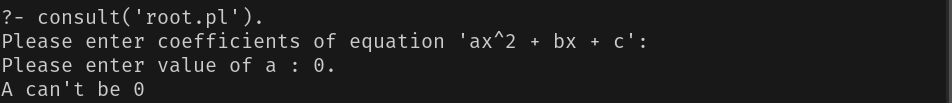 ?- consult('root.pl').
Please enter coefficients of equation 'ax^2 + bx + c':
Please enter value of a : 0.
A can't be 0